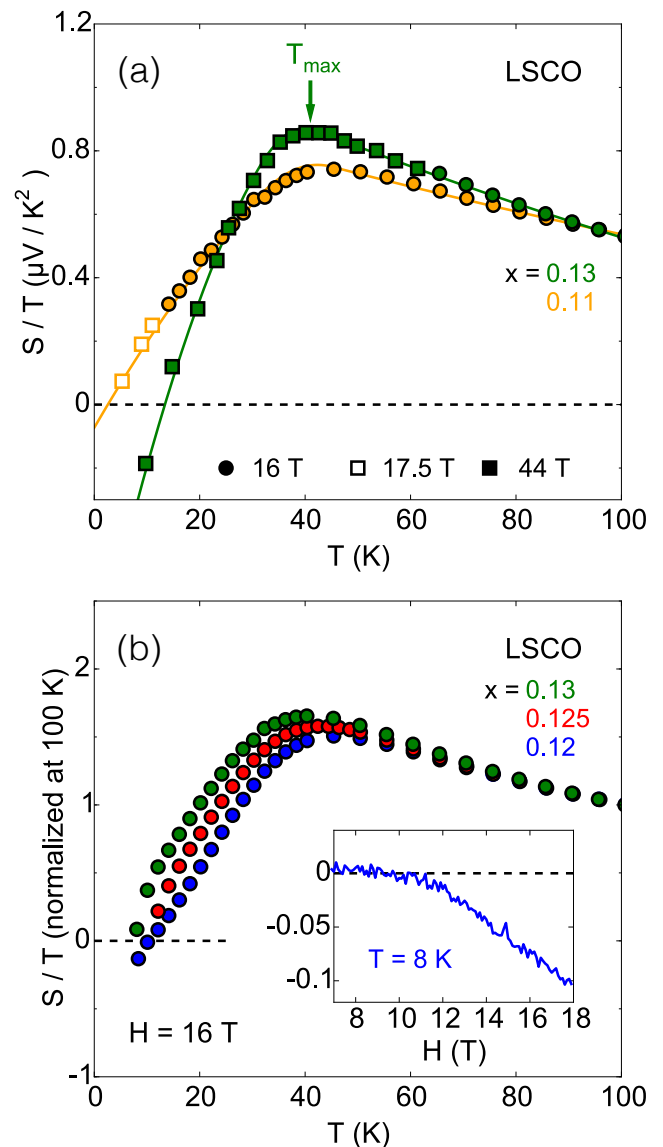 (a)
LSCO
T_max
S / T (µV / K²)
1.2
0.8
0.4
0
x = 0.13
0.11
16 T
17.5 T
44 T
0 20 40 60 80 100
T (K)
(b)
LSCO
x = 0.13
0.125
0.12
S / T (normalized at 100 K)
2
1
0
-1
H = 16 T
0
-0.05
-0.1
T = 8 K
8 10 12 14 16 18
H (T)
0 20 40 60 80 100
T (K)